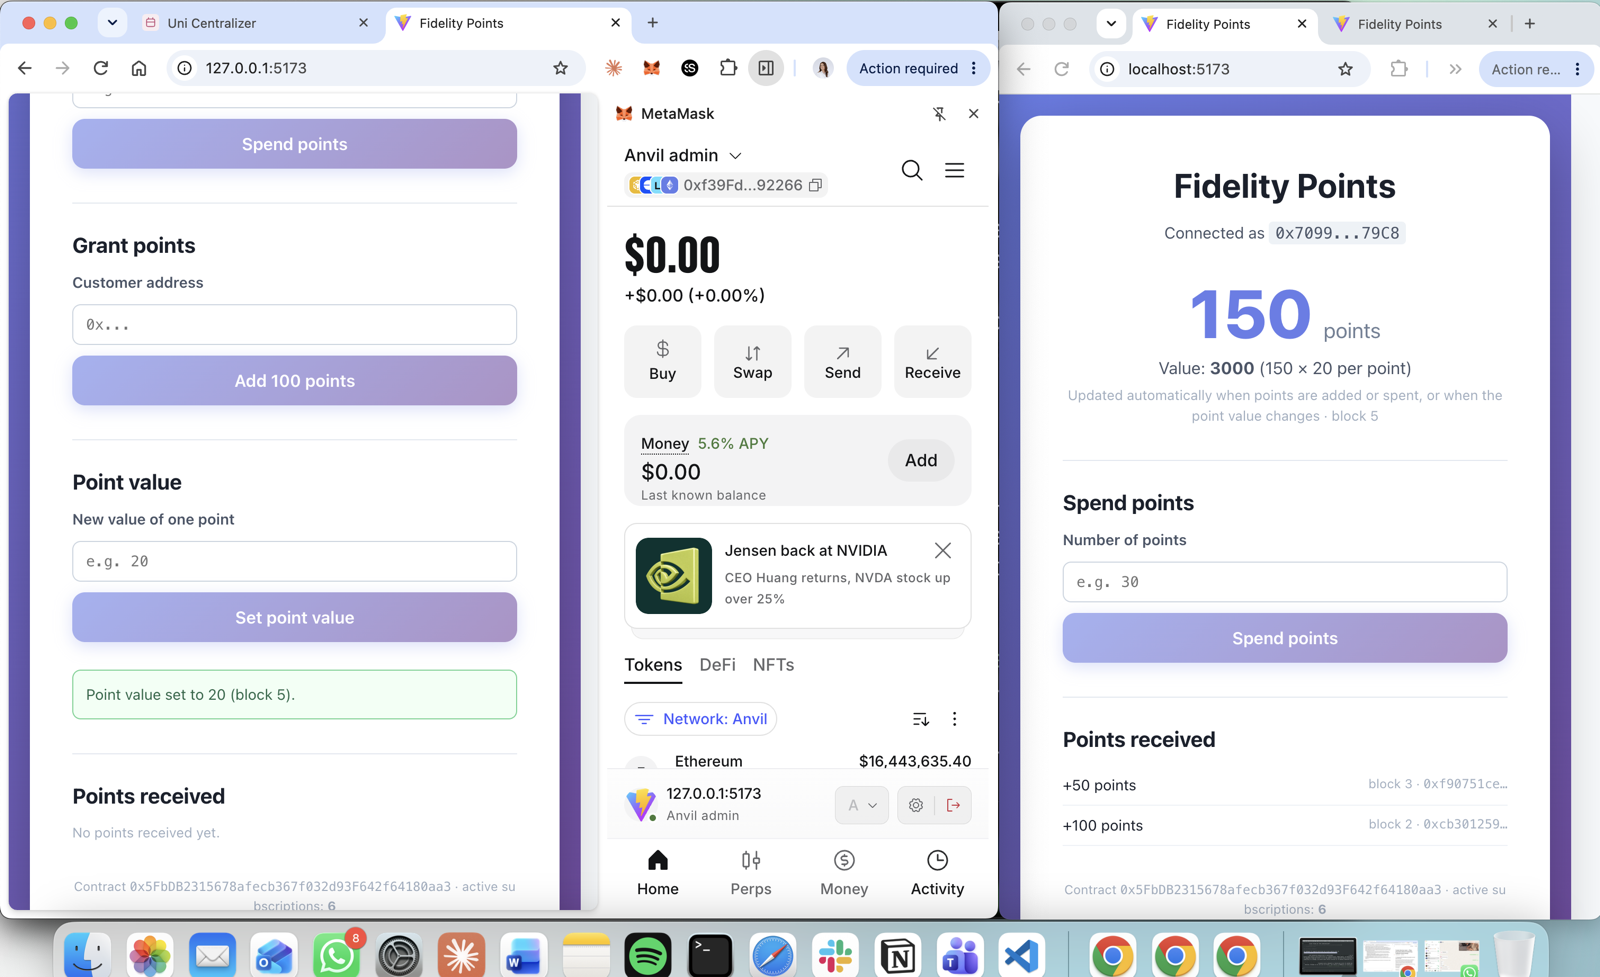 Uni Centralizer
Fidelity Points
127.0.0.1:5173
Action required
Spend points
Grant points
Customer address
0x...
Add 100 points
Point value
New value of one point
e.g. 20
Set point value
Point value set to 20 (block 5).
Points received
No points received yet.
Contract 0x5FbDB2315678afecb367f032d93F642f64180aa3 · active su
bscriptions: 6
MetaMask
Anvil admin
0xf39Fd...92266
$0.00
+$0.00 (+0.00%)
Buy
Swap
Send
Receive
Money 5.6% APY
$0.00
Last known balance
Add
Jensen back at NVIDIA
CEO Huang returns, NVDA stock up
over 25%
Tokens DeFi NFTs
Network: Anvil
Ethereum $16,443,635.40
127.0.0.1:5173
Anvil admin
A
Home
Perps
Money
Activity
Fidelity Points
Fidelity Points
localhost:5173
Action re...
Fidelity Points
Connected as 0x7099...79C8
150 points
Value: 3000 (150 × 20 per point)
Updated automatically when points are added or spent, or when the
point value changes · block 5
Spend points
Number of points
e.g. 30
Spend points
Points received
+50 points block 3 · 0xf90751ce…
+100 points block 2 · 0xcb301259…
Contract 0x5FbDB2315678afecb367f032d93F642f64180aa3 · active su
bscriptions: 6
8